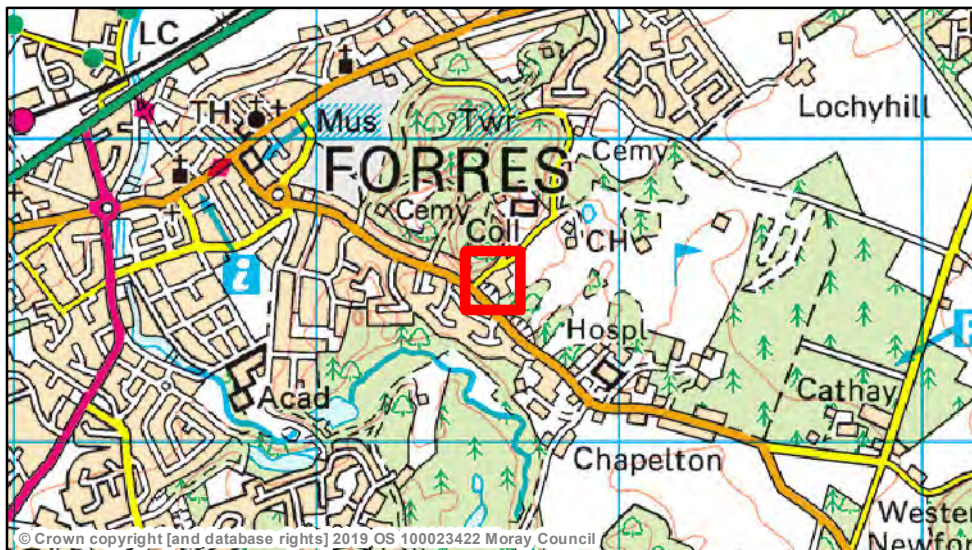 LC
Lochyhill
TH
Mus
Twr
Cemy
FORRES
Cemy
Coll
CH
i
Hospl
P
Acad
Cathay
Chapelton
Wester
Newfo
© Crown copyright [and database rights] 2019 OS 100023422 Moray Council